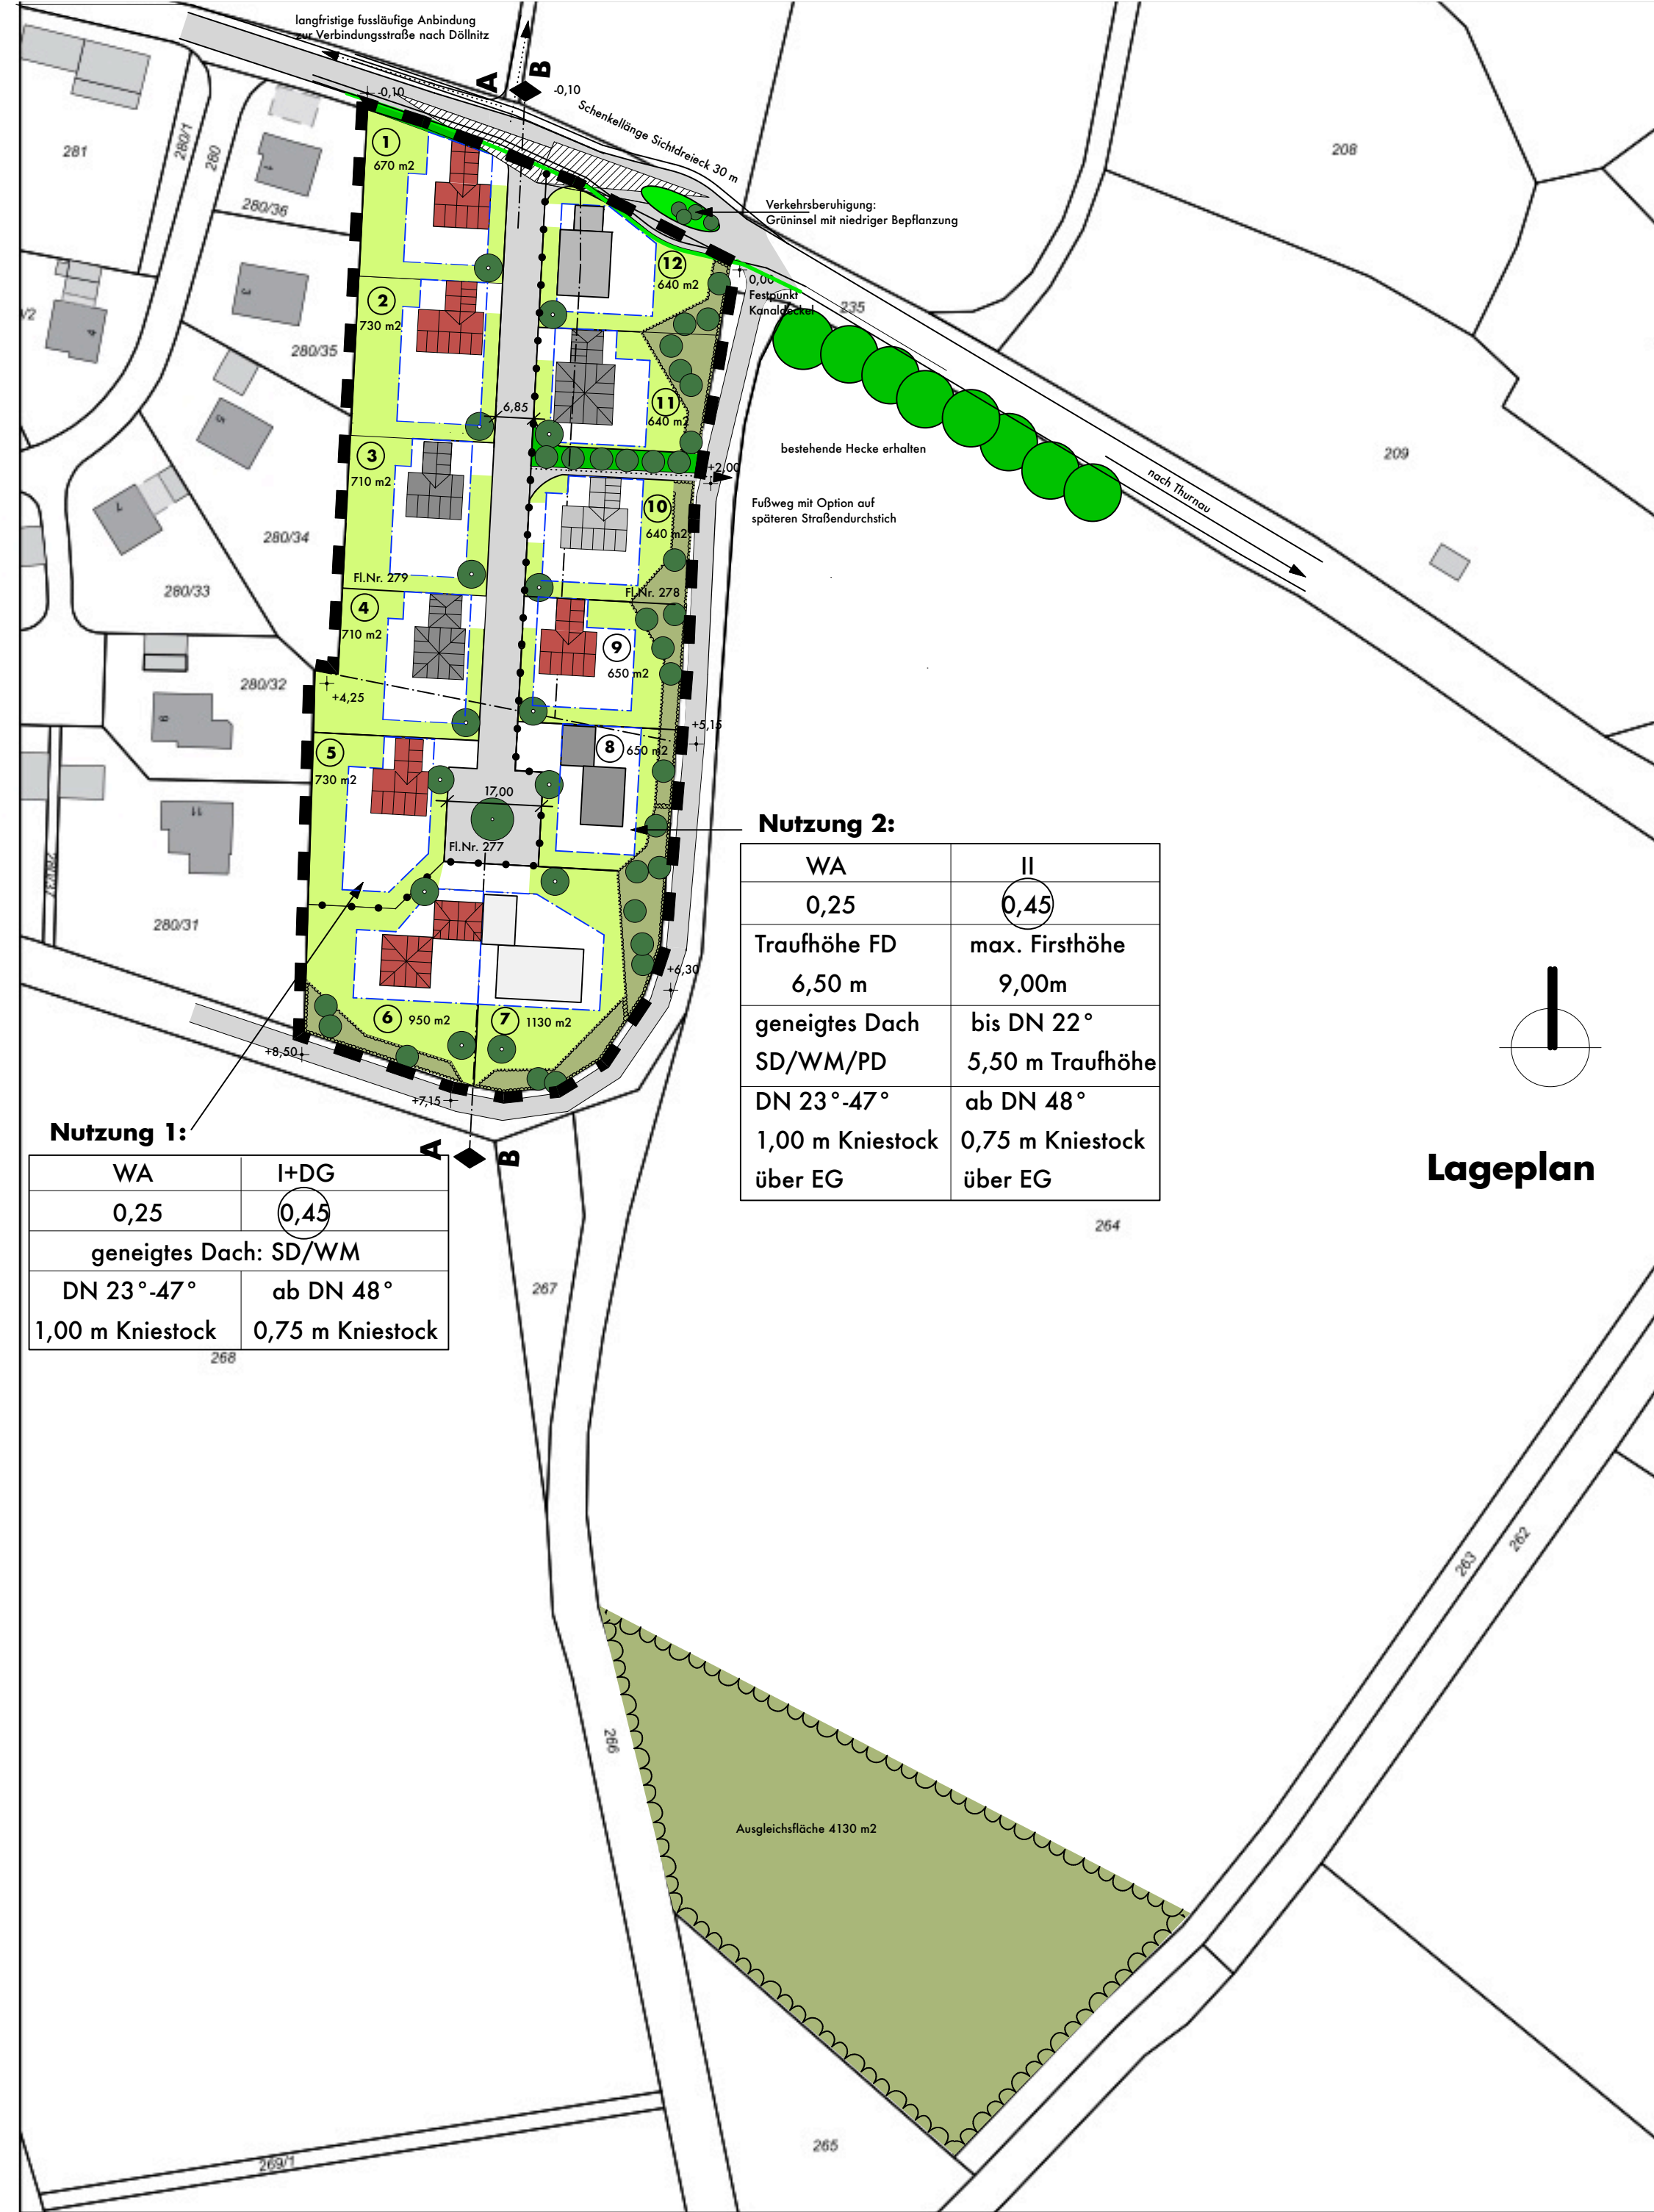 langfristige fussläufige Anbindung
zur Verbindungsstraße nach Döllnitz
A
B
-0,10
-0,10
Schenkellänge Sichtdreieck 30 m
Verkehrsberuhigung:
Grüninsel mit niedriger Bepflanzung
0,00
Festpunkt
Kanaldeckel
281
280/1
280
280/36
280/35
280/34
280/33
280/32
280/31
208
209
235
1
3
4
5
7
9
11
1
670 m2
2
730 m2
3
710 m2
Fl.Nr. 279
4
710 m2
5
730 m2
6
950 m2
7
1130 m2
8
650 m2
9
650 m2
10
640 m2
Fl.Nr. 278
11
640 m2
12
640 m2
6,85
17,00
Fl.Nr. 277
+2,00
+4,25
+5,15
+6,30
+7,15
+8,50
bestehende Hecke erhalten
Fußweg mit Option auf
späteren Straßendurchstich
nach Thurnau
Nutzung 2:
WA II
0,25 0,45
Traufhöhe FD max. Firsthöhe
6,50 m 9,00m
geneigtes Dach bis DN 22°
SD/WM/PD 5,50 m Traufhöhe
DN 23°-47° ab DN 48°
1,00 m Kniestock 0,75 m Kniestock
über EG über EG
Nutzung 1:
WA I+DG
0,25 0,45
geneigtes Dach: SD/WM
DN 23°-47° ab DN 48°
1,00 m Kniestock 0,75 m Kniestock
A
B
Lageplan
264
267
268
263
262
266
Ausgleichsfläche 4130 m2
265
269/1